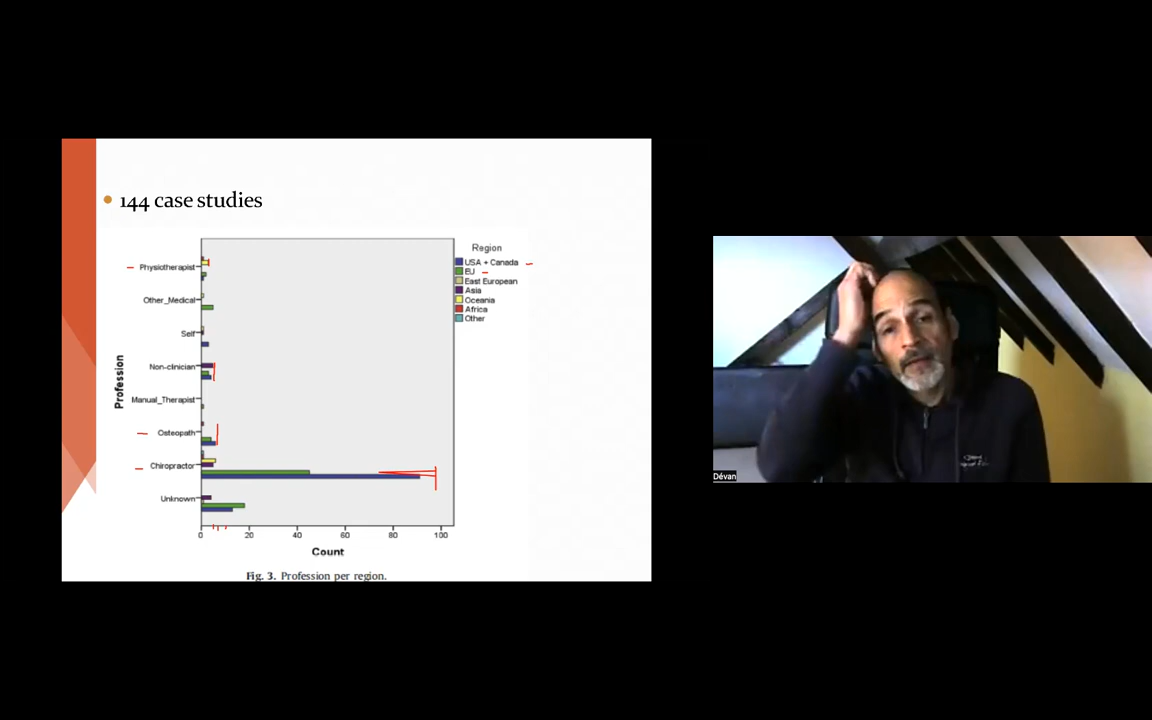 144 case studies
Region
USA + Canada
EU
East European
Asia
Oceania
Africa
Other
Profession
Physiotherapist
Other_Medical
Self
Non-clinician
Manual_Therapist
Osteopath
Chiropractor
Unknown
0 20 40 60 80 100
Count
Fig. 3. Profession per region.
Dévan